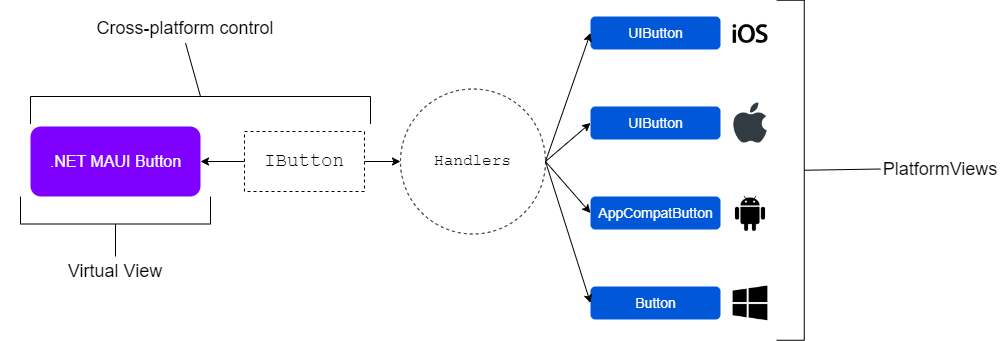 Cross-platform control
.NET MAUI Button
IButton
Virtual View
Handlers
UIButton
iOS
UIButton
AppCompatButton
Button
PlatformViews